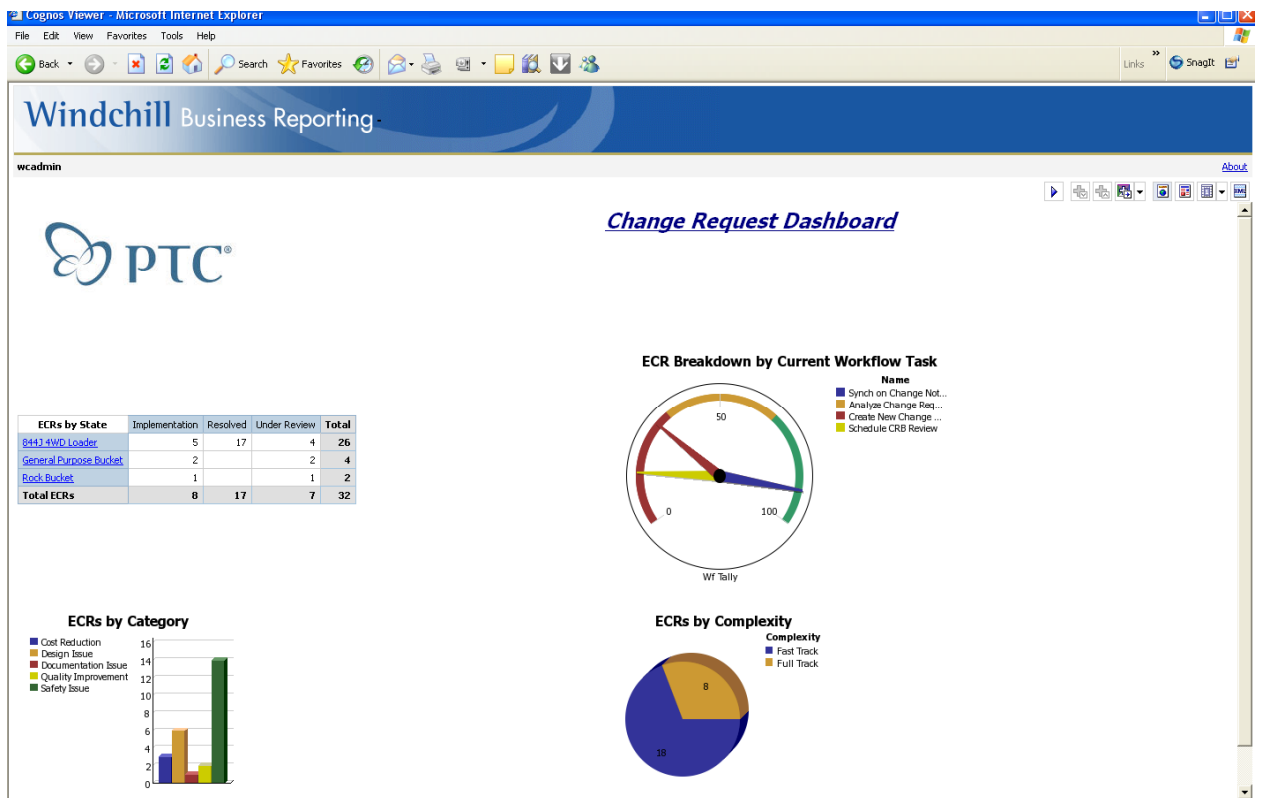 Cognos Viewer - Microsoft Internet Explorer
File Edit View Favorites Tools Help
Back Search Favorites Links » SnagIt
Windchill Business Reporting
wcadmin About
Change Request Dashboard
PTC®
ECR Breakdown by Current Workflow Task
Name
Synch on Change Not...
Analyze Change Req...
Create New Change ...
Schedule CRB Review
50
0 100
Wf Tally
ECRs by State Implementation Resolved Under Review Total
844J 4WD Loader 5 17 4 26
General Purpose Bucket 2 2 4
Rock Bucket 1 1 2
Total ECRs 8 17 7 32
ECRs by Category
Cost Reduction
Design Issue
Documentation Issue
Quality Improvement
Safety Issue
16
14
12
10
8
6
4
2
0
ECRs by Complexity
Complexity
Fast Track
Full Track
8
18